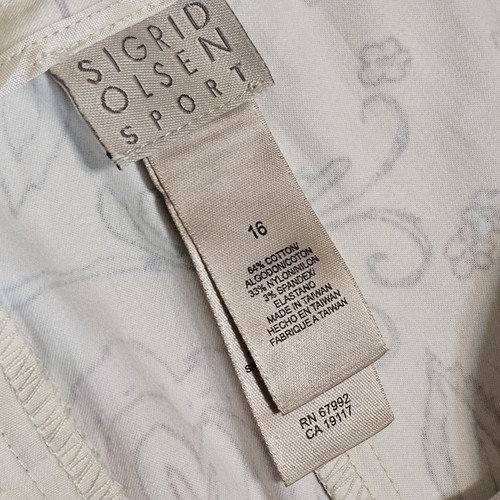 SIGRID
OLSEN
SPORT
16
64% COTTON/
ALGODON/COTON
33% NYLON/NILON
3% SPANDEX/
ELASTANO
MADE IN TAIWAN
HECHO EN TAIWAN
FABRIQUE A TAIWAN
RN 67992
CA 19117